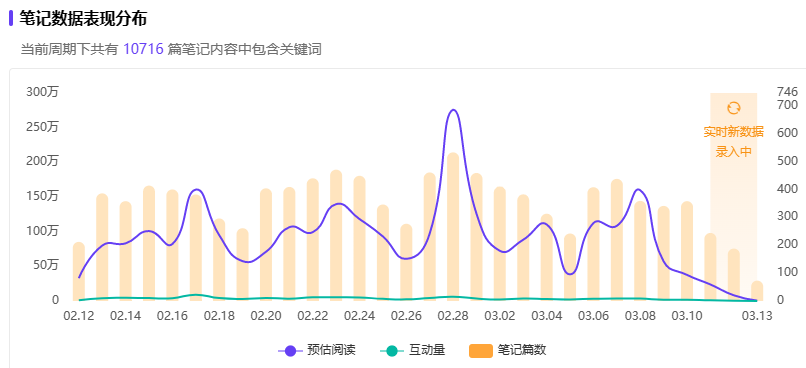 笔记数据表现分布
当前周期下共有 10716 篇笔记内容中包含关键词
300万
250万
200万
150万
100万
50万
0
746
700
600
500
400
300
200
100
0
实时新数据
录入中
02.12 02.14 02.16 02.18 02.20 02.22 02.24 02.26 02.28 03.02 03.04 03.06 03.08 03.10 03.13
预估阅读 互动量 笔记篇数